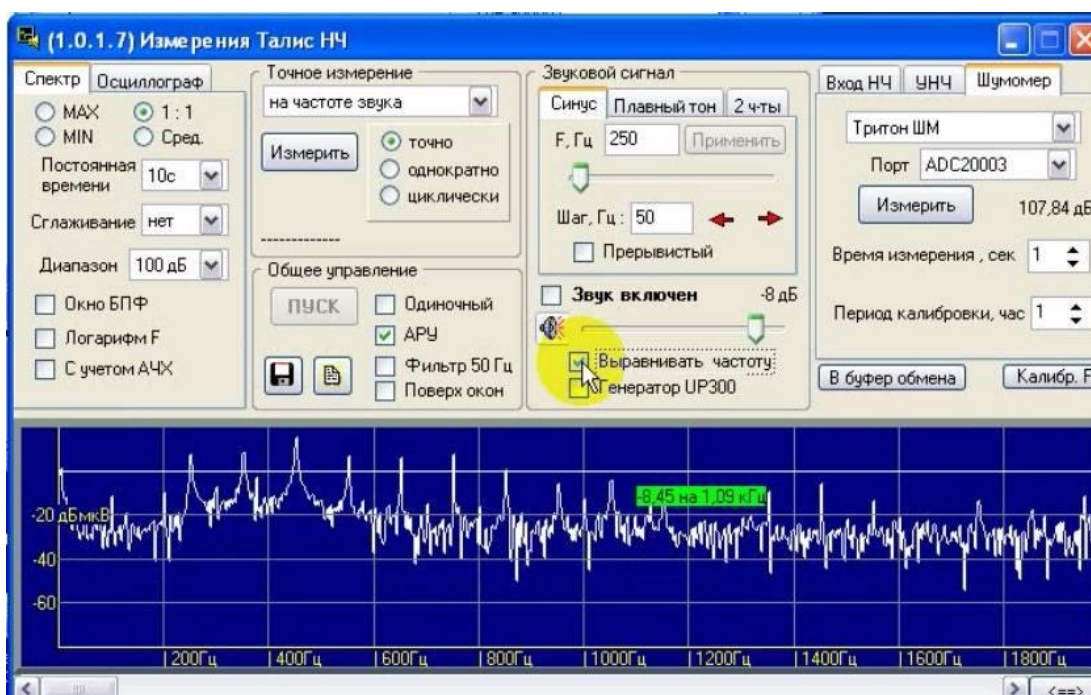 (1.0.1.7) Измерения Талис НЧ
Спектр Осциллограф
MAX 1 : 1
MIN Сред.
Постоянная времени 10с
Сглаживание нет
Диапазон 100 дБ
Окно БПФ
Логарифм F
С учетом АЧХ
Точное измерение
на частоте звука
Измерить
точно
однократно
циклически
-------------
Общее управление
ПУСК
Одиночный
АРУ
Фильтр 50 Гц
Поверх окон
Звуковой сигнал
Синус Плавный тон 2 ч-ты
F, Гц 250 Применить
Шаг, Гц : 50
Прерывистый
Звук включен -8 дБ
Выравнивать частоту
Генератор UP300
Вход НЧ УНЧ Шумомер
Тритон ШМ
Порт ADC20003
Измерить 107,84 дБ
Время измерения , сек 1
Период калибровки, час 1
В буфер обмена Калибр. F
-8,45 на 1,09 кГц
-20 дБмкВ
-40
-60
200Гц 400Гц 600Гц 800Гц 1000Гц 1200Гц 1400Гц 1600Гц 1800Гц
<==>